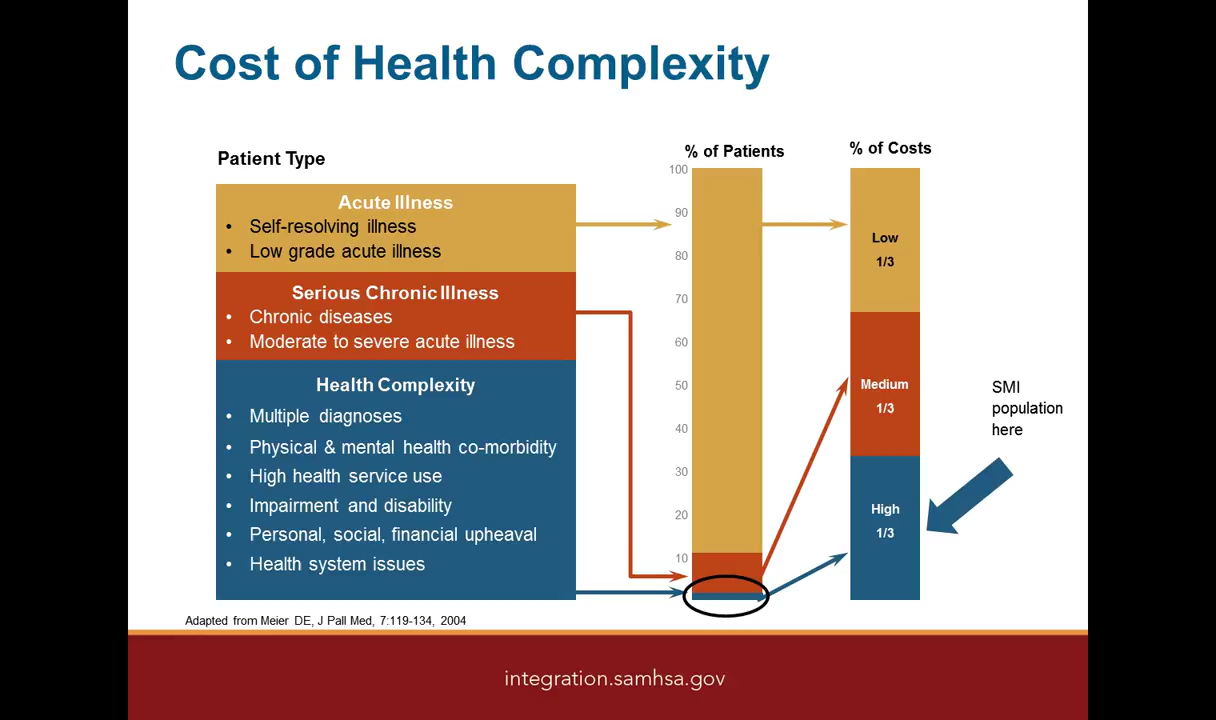 Cost of Health Complexity
Patient Type
% of Patients
% of Costs
Acute Illness
• Self-resolving illness
• Low grade acute illness
Serious Chronic Illness
• Chronic diseases
• Moderate to severe acute illness
Health Complexity
• Multiple diagnoses
• Physical & mental health co-morbidity
• High health service use
• Impairment and disability
• Personal, social, financial upheaval
• Health system issues
100
90
80
70
60
50
40
30
20
10
Low
1/3
Medium
1/3
High
1/3
SMI
population
here
Adapted from Meier DE, J Pall Med, 7:119-134, 2004
integration.samhsa.gov